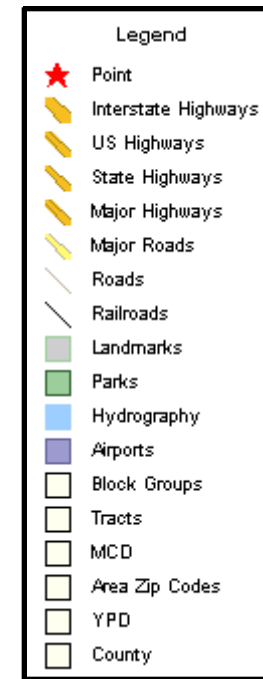 Legend
Point
Interstate Highways
US Highways
State Highways
Major Highways
Major Roads
Roads
Railroads
Landmarks
Parks
Hydrography
Airports
Block Groups
Tracts
MCD
Area Zip Codes
YPD
County